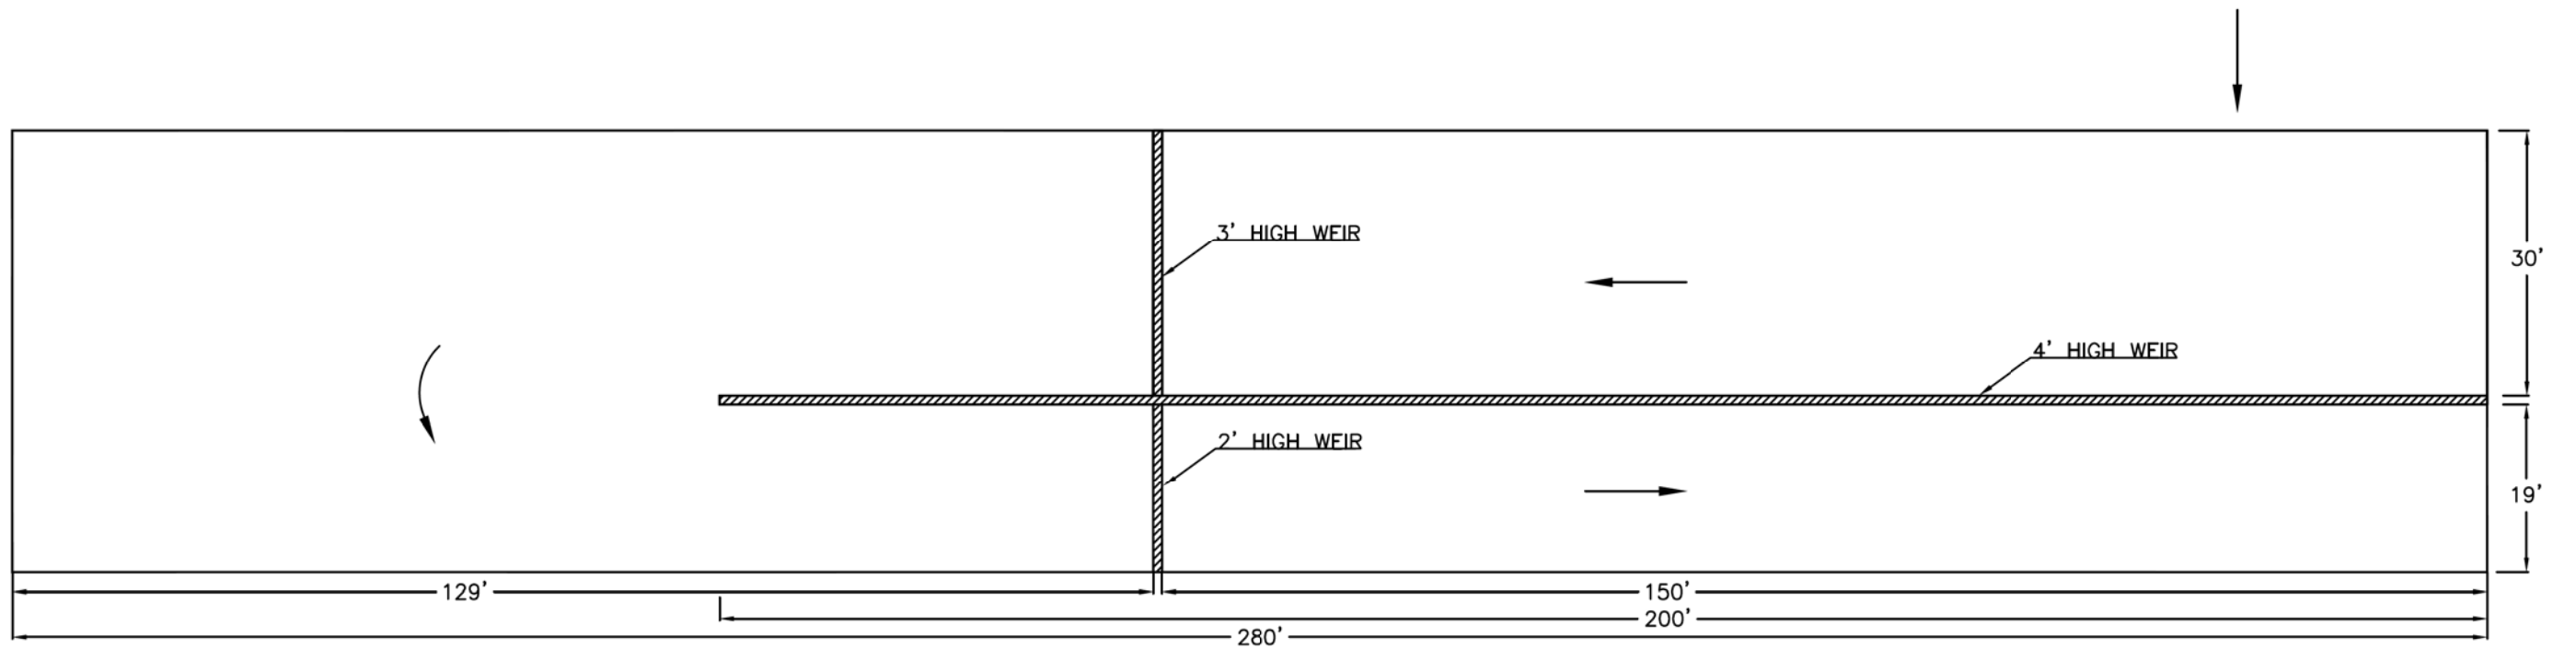 3' HIGH WEIR
30'
4' HIGH WEIR
2' HIGH WEIR
19'
129'
150'
200'
280'